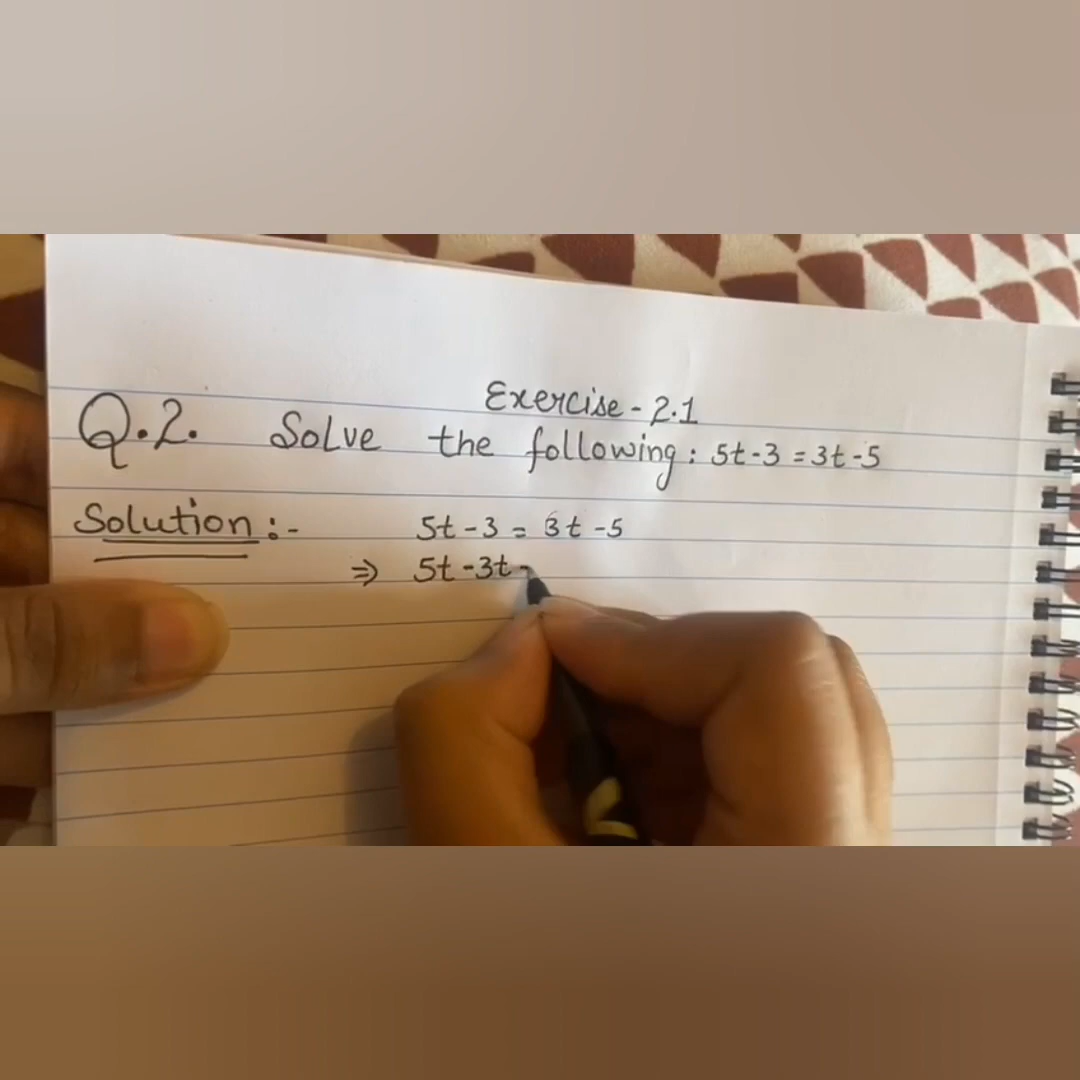 Exercise - 2.1
Q.2. Solve the following: 5t-3 = 3t-5
Solution:- 5t-3 = 3t-5
⇒ 5t-3t-